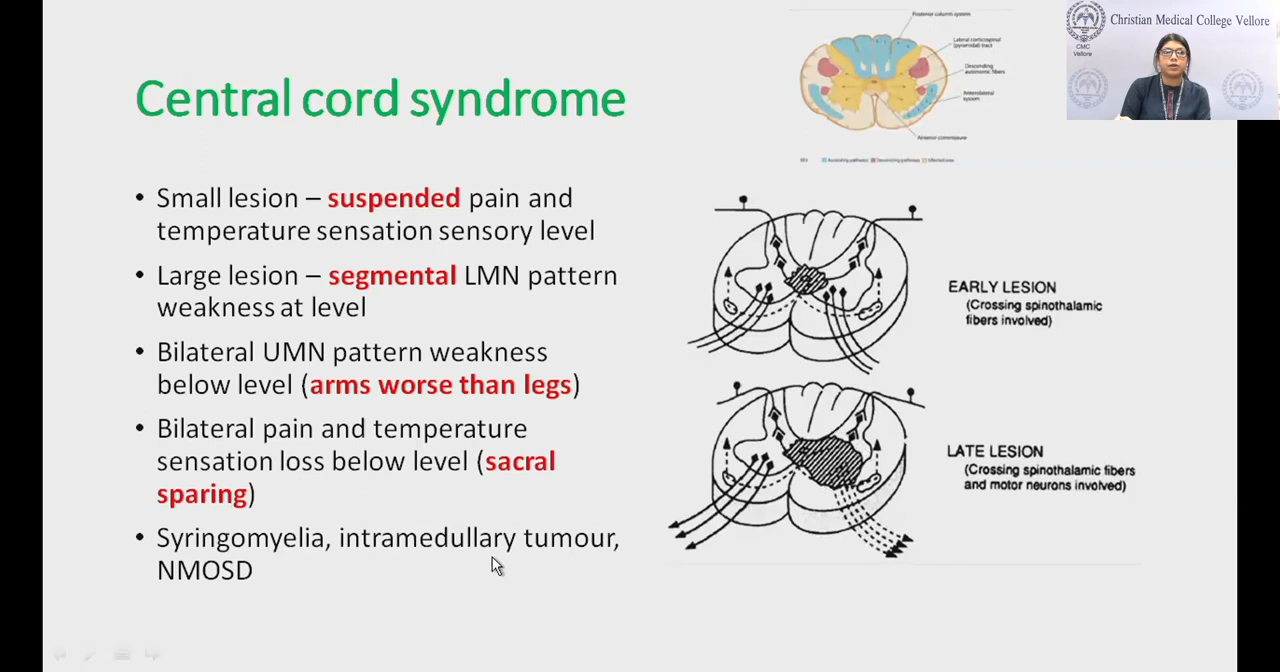 Christian Medical College Vellore
CMC
Vellore
Central cord syndrome
• Small lesion – suspended pain and
temperature sensation sensory level
• Large lesion – segmental LMN pattern
weakness at level
• Bilateral UMN pattern weakness
below level (arms worse than legs)
• Bilateral pain and temperature
sensation loss below level (sacral
sparing)
• Syringomyelia, intramedullary tumour,
NMOSD
Posterior column system
Lateral corticospinal
(pyramidal) tract
Descending
autonomic fibers
Anterolateral
system
Anterior commissure
Ascending pathways
Descending pathways
EARLY LESION
(Crossing spinothalamic
fibers involved)
LATE LESION
(Crossing spinothalamic fibers
and motor neurons involved)